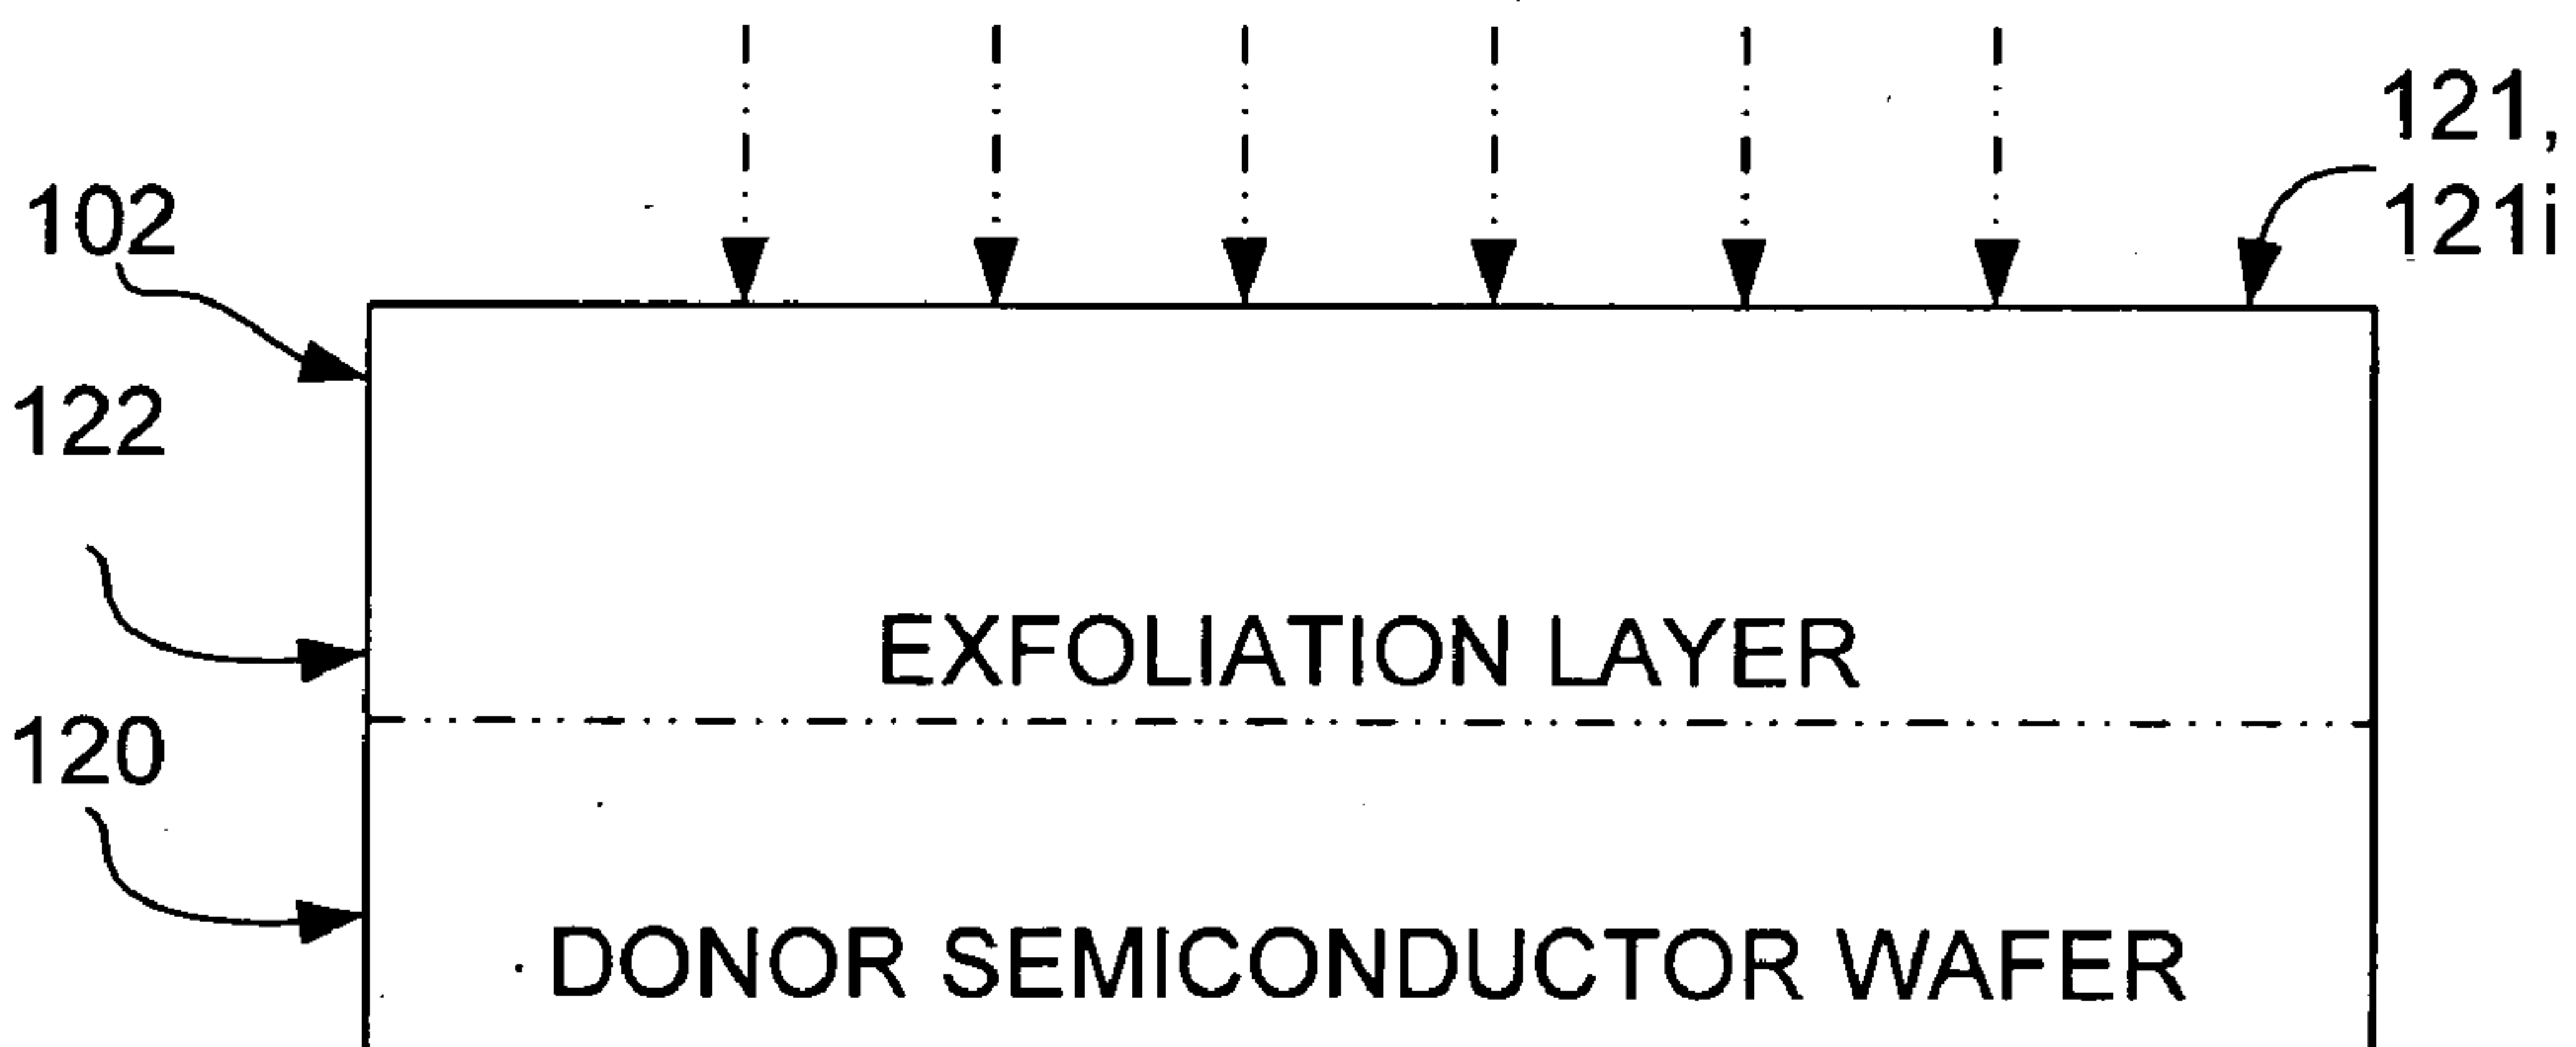 121,
102
121i
122
EXFOLIATION LAYER
120
DONOR SEMICONDUCTOR WAFER